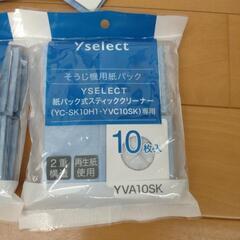 Yselect
そうじ機用紙パック
YSELECT
紙パック式スティッククリーナー
(YC-SK10H1・YVC10SK)専用
10枚入
2重
構造
再生紙
使用
YVA10SK